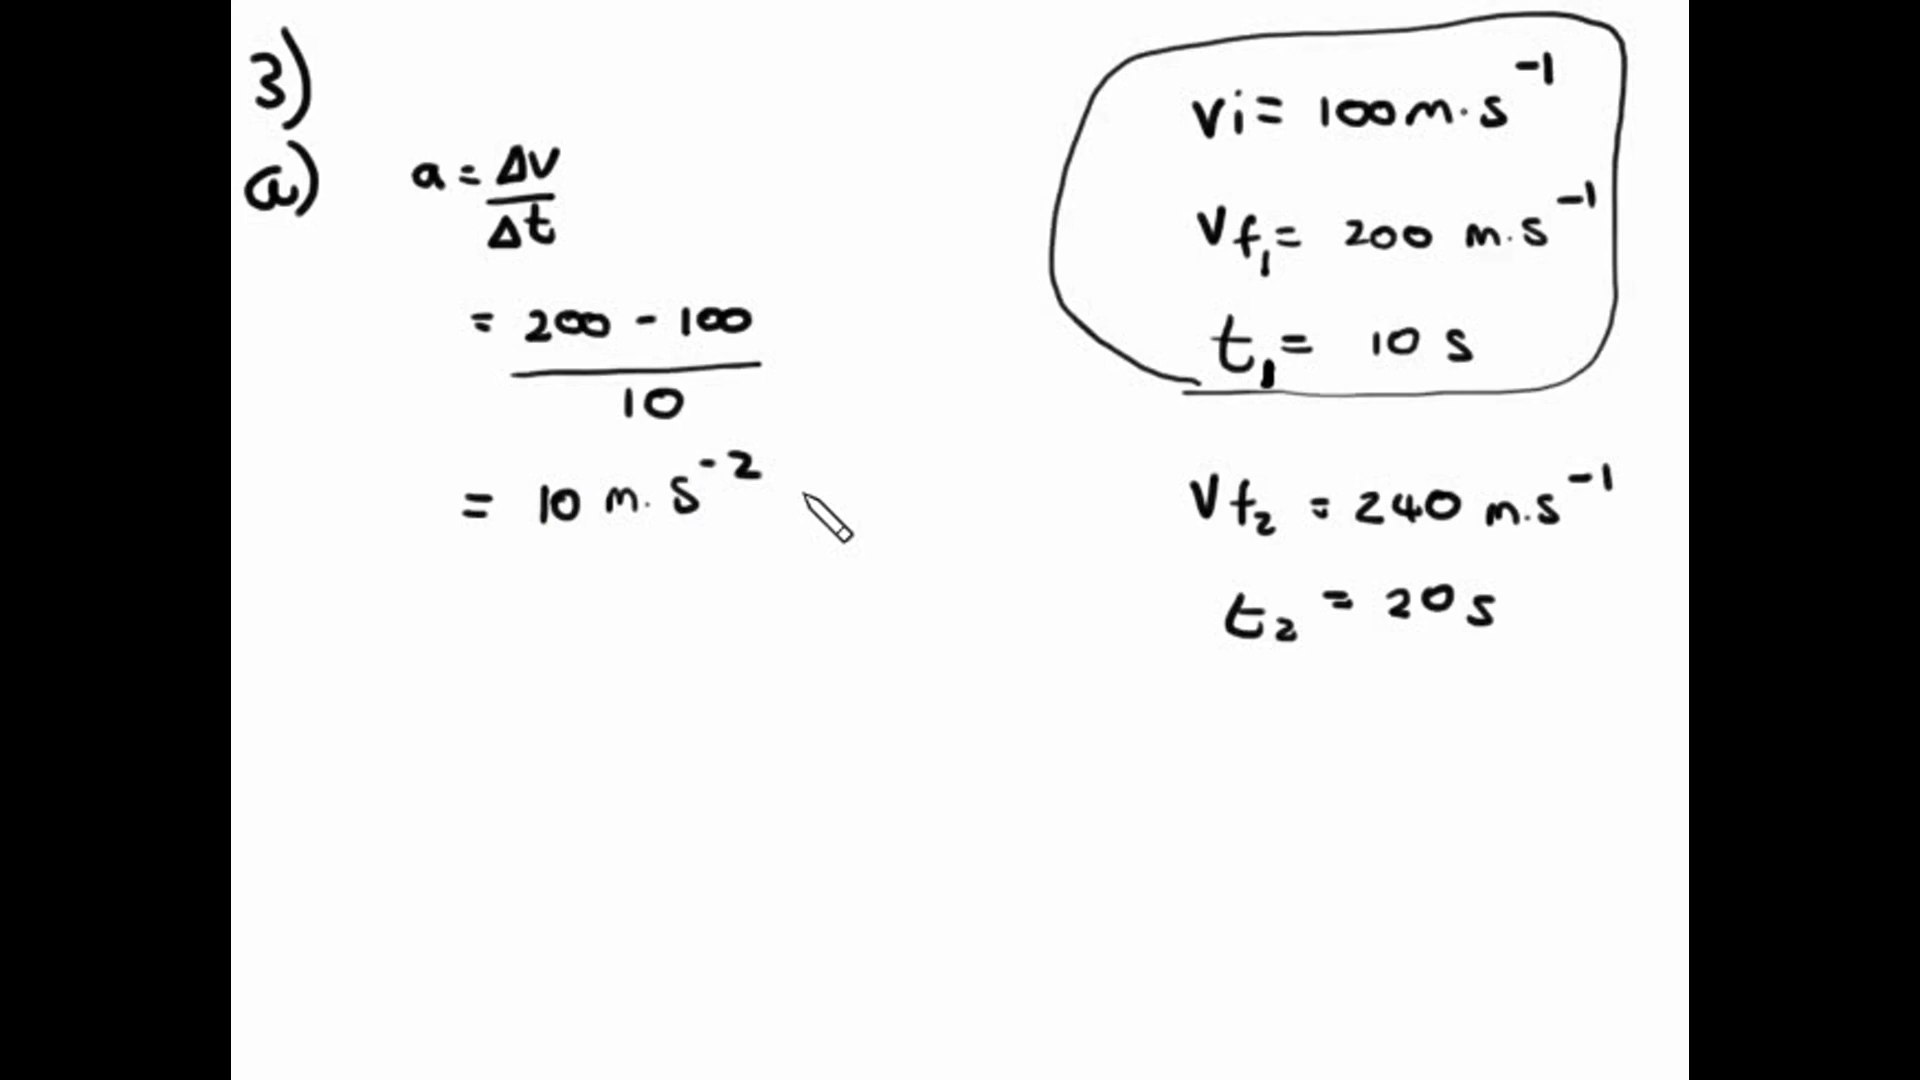 3)
a) a = Δv
Δt
= 200 - 100
10
= 10 m.s⁻²
vi = 100 m.s⁻¹
Vf₁ = 200 m.s⁻¹
t₁ = 10 s
Vf₂ = 240 m.s⁻¹
t₂ = 20 s